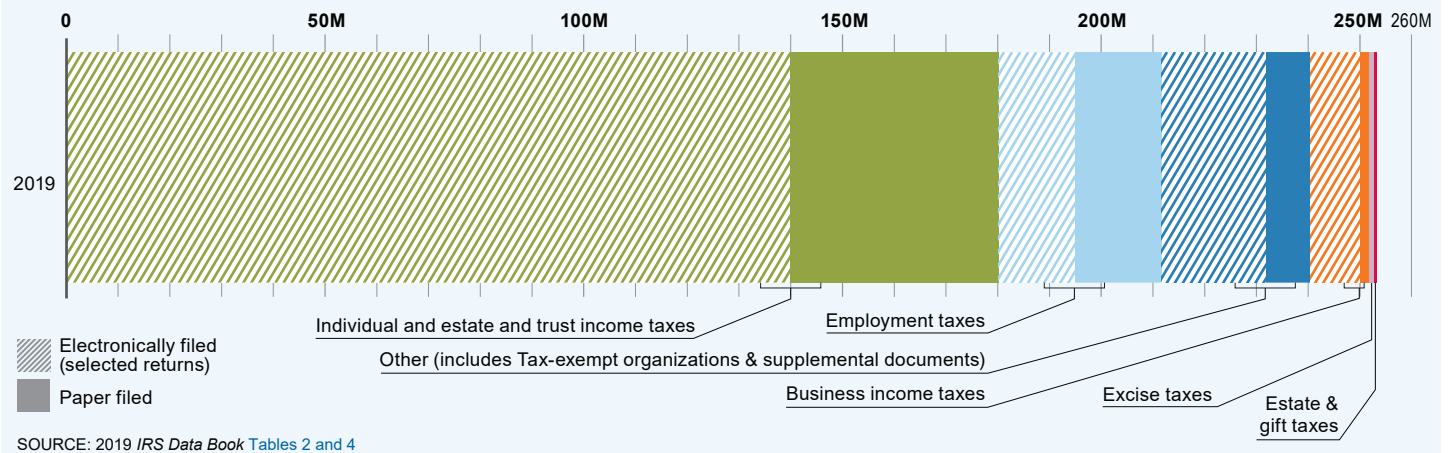 0 50M 100M 150M 200M 250M 260M
2019
Individual and estate and trust income taxes
Employment taxes
Other (includes Tax-exempt organizations & supplemental documents)
Business income taxes
Excise taxes
Estate &
gift taxes
Electronically filed
(selected returns)
Paper filed
SOURCE: 2019 IRS Data Book Tables 2 and 4